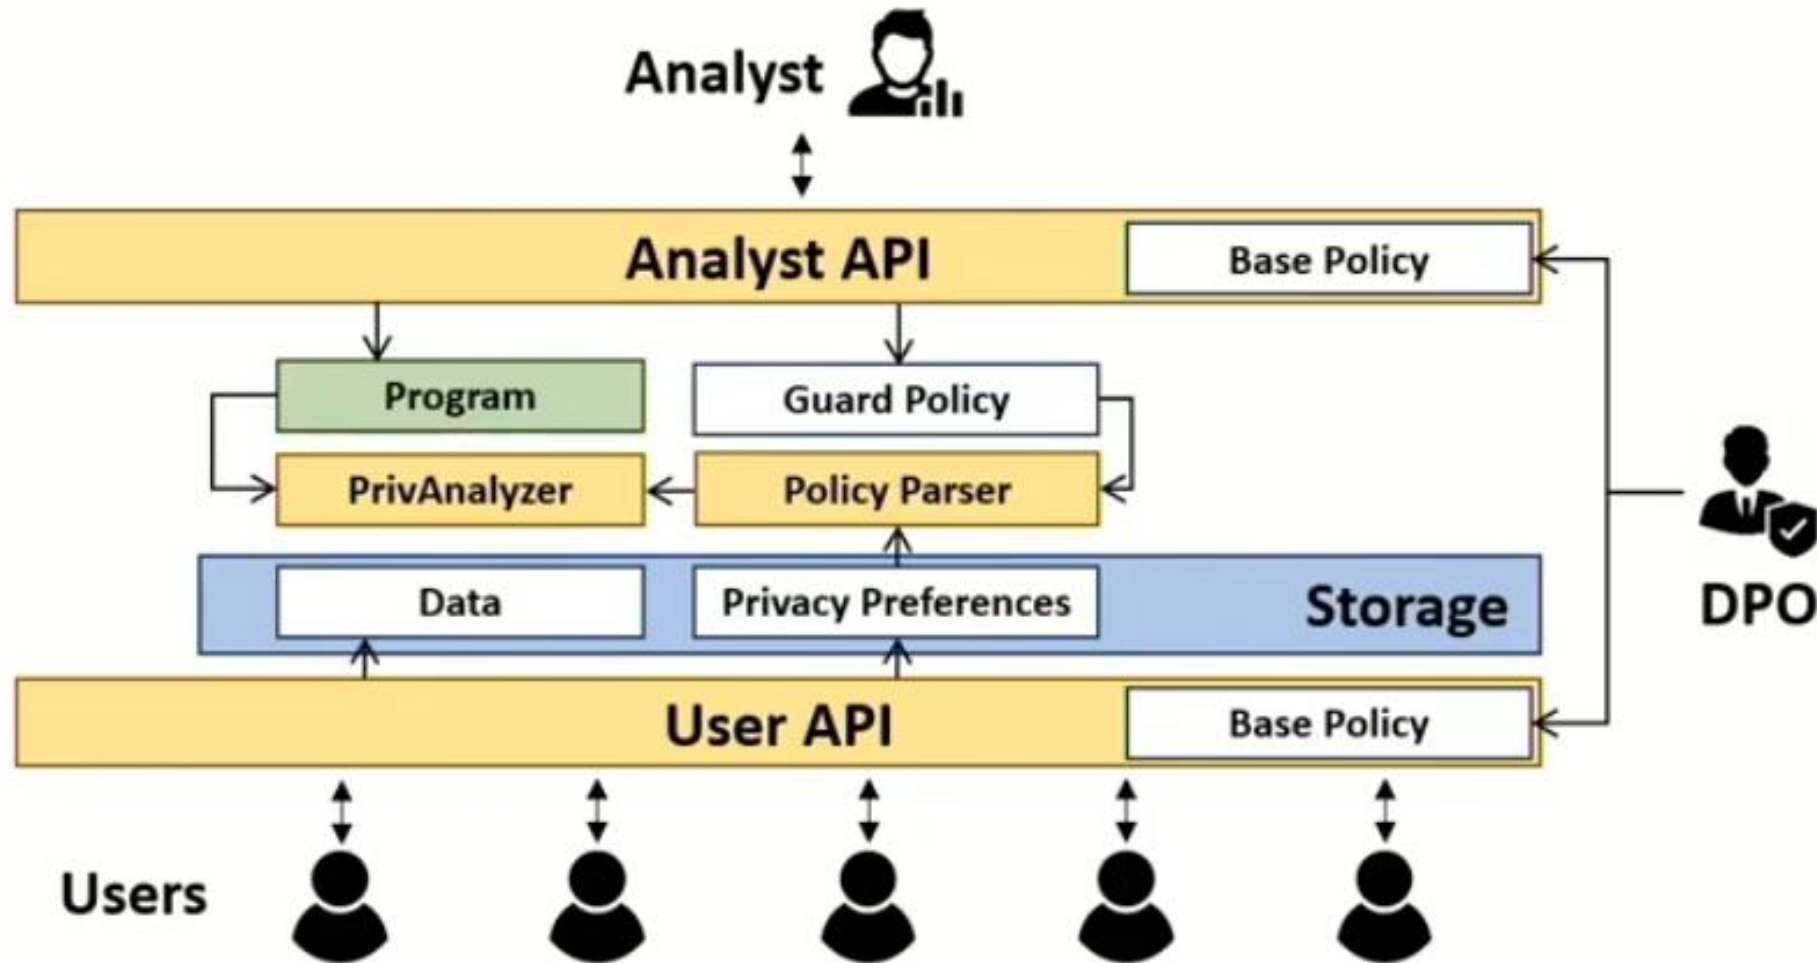 Analyst
Analyst API
Base Policy
Program
Guard Policy
PrivAnalyzer
Policy Parser
Data
Privacy Preferences
Storage
DPO
User API
Base Policy
Users